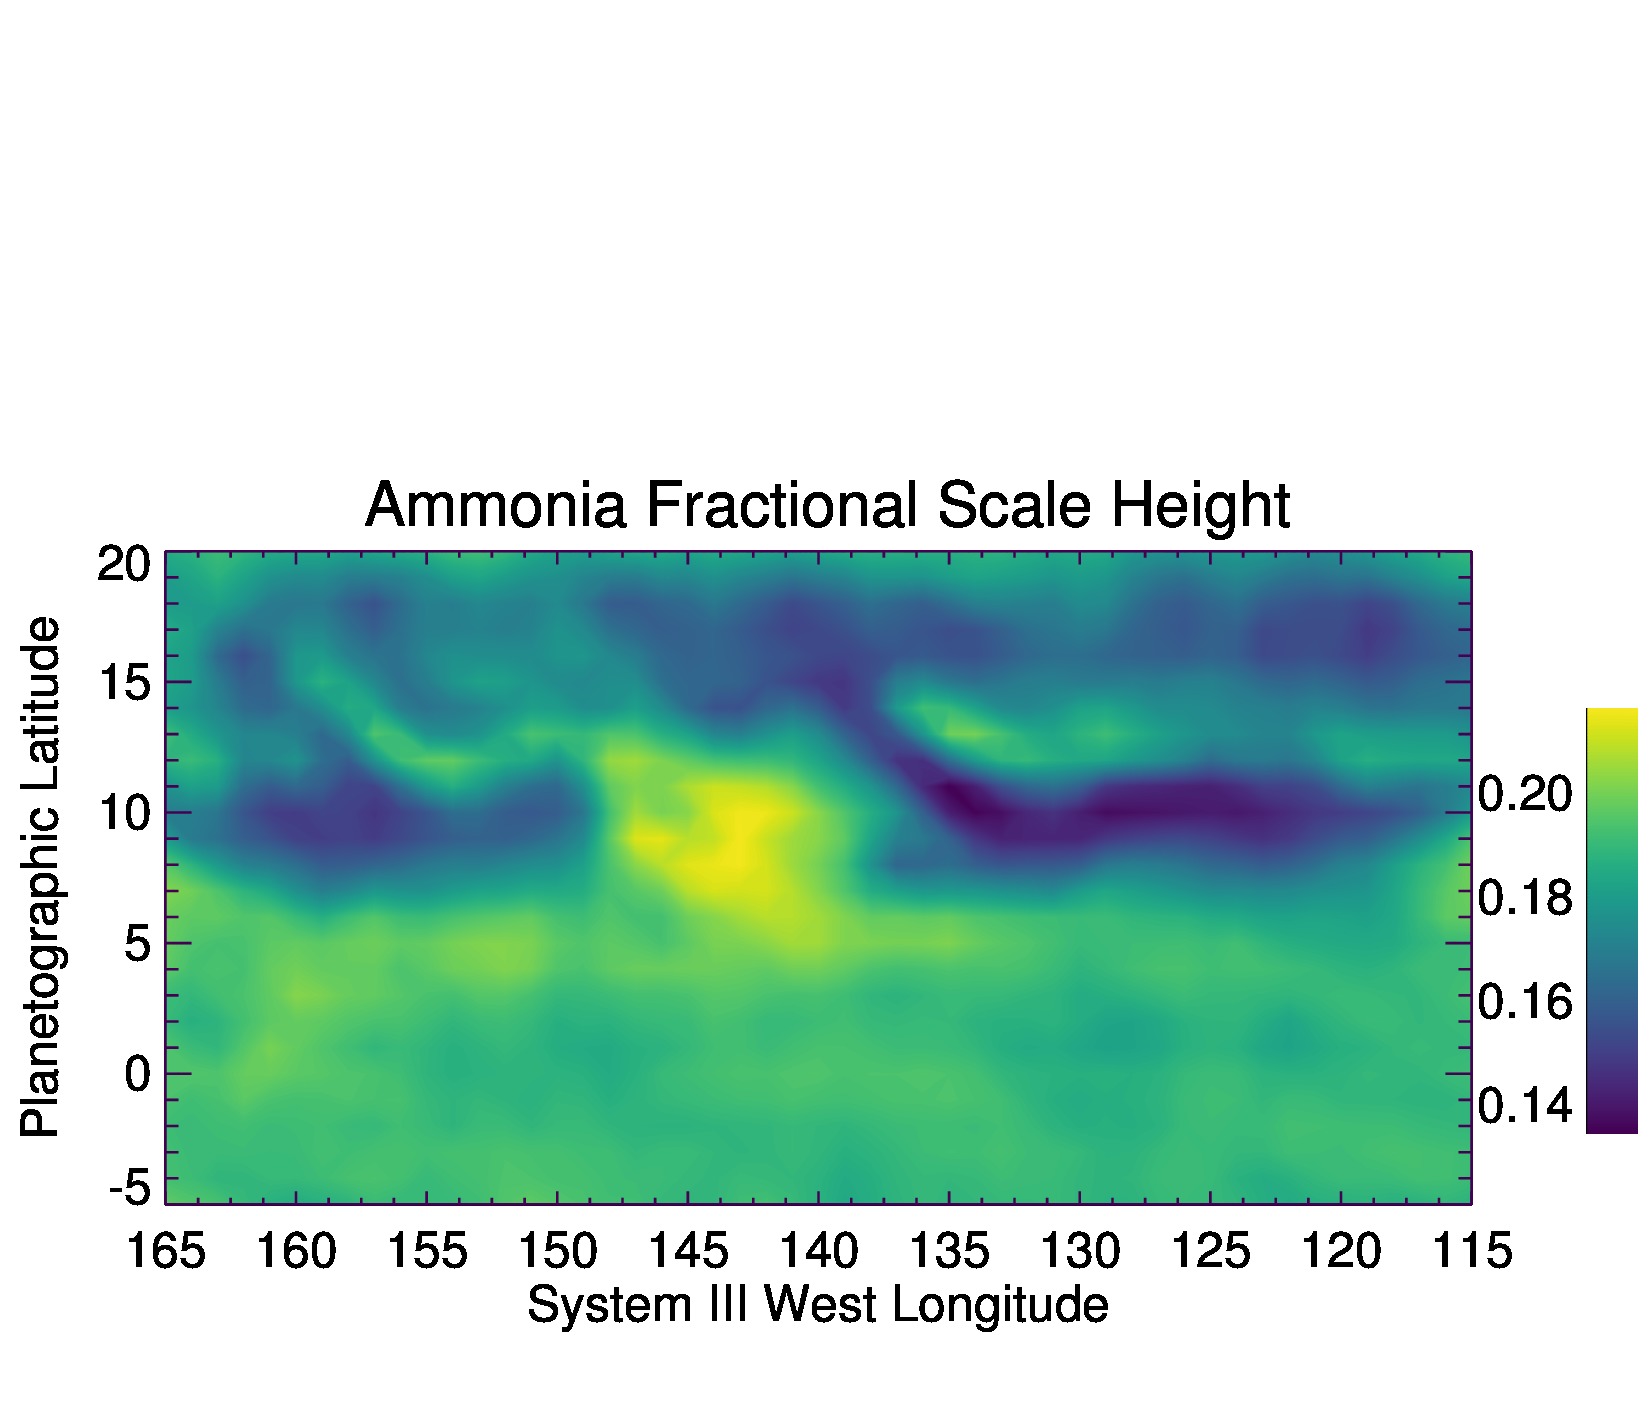 Ammonia Fractional Scale Height
Planetographic Latitude
20
15
10
5
0
-5
165 160 155 150 145 140 135 130 125 120 115
System III West Longitude
0.20
0.18
0.16
0.14